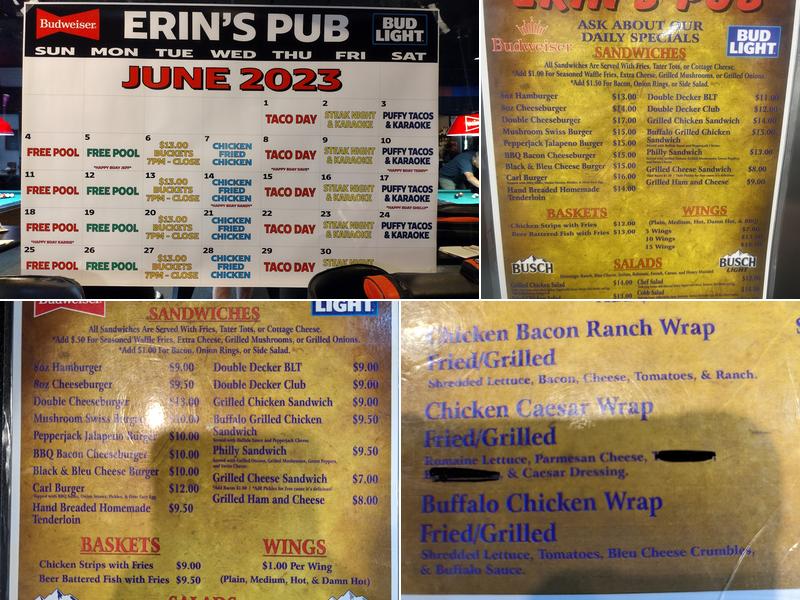 Budweiser
ERIN'S PUB
BUD LIGHT
SUN MON TUE WED THU FRI SAT
JUNE 2023
1 2 3
TACO DAY
STEAK NIGHT & KARAOKE
PUFFY TACOS & KARAOKE
4 5 6 7 8 9 10
FREE POOL
FREE POOL
$13.00 BUCKETS 7PM - CLOSE
CHICKEN FRIED CHICKEN
TACO DAY
STEAK NIGHT & KARAOKE
PUFFY TACOS & KARAOKE
11 12 13 14 15 16
FREE POOL
FREE POOL
$13.00 BUCKETS 7PM - CLOSE
CHICKEN FRIED CHICKEN
TACO DAY
STEAK NIGHT & KARAOKE
PUFFY TACOS & KARAOKE
18 19 20 21 22 23 24
FREE POOL
FREE POOL
$13.00 BUCKETS 7PM - CLOSE
CHICKEN FRIED CHICKEN
TACO DAY
STEAK NIGHT & KARAOKE
PUFFY TACOS & KARAOKE
25 26 27 28 29 30
FREE POOL
FREE POOL
$13.00 BUCKETS 7PM - CLOSE
CHICKEN FRIED CHICKEN
TACO DAY
STEAK NIGHT
ERIN'S PUB
ASK ABOUT OUR
DAILY SPECIALS
Budweiser
BUD LIGHT
SANDWICHES
All Sandwiches Are Served With Fries, Tater Tots, or Cottage Cheese.
*Add $1.00 For Seasoned Waffle Fries, Extra Cheese, Grilled Mushrooms, or Grilled Onions.
*Add $1.50 For Bacon, Onion Rings, or Side Salad.
8oz Hamburger $13.00
8oz Cheeseburger
Double Cheeseburger $17.00
Mushroom Swiss Burger
Pepperjack Jalapeno Burger
BBQ Bacon Cheeseburger $15.00
Black & Bleu Cheese Burger $15.00
Carl Burger $16.00
Hand Breaded Homemade Tenderloin $14.00
Double Decker BLT
Double Decker Club
Grilled Chicken Sandwich
Buffalo Grilled Chicken Sandwich
Philly Sandwich $13.00
Grilled Cheese Sandwich $8.00
Grilled Ham and Cheese $9.00
BASKETS
Chicken Strips with Fries $12.00
Beer Battered Fish with Fries $13.00
WINGS
(Plain, Medium, Hot, Damn Hot, & BBQ)
5 Wings
10 Wings
15 Wings
BUSCH
SALADS
BUSCH LIGHT
Grilled Chicken Salad $14.00
Chef Salad
Cobb Salad
Budweiser
LIGHT
SANDWICHES
All Sandwiches Are Served With Fries, Tater Tots, or Cottage Cheese.
*Add $.50 For Seasoned Waffle Fries, Extra Cheese, Grilled Mushrooms, or Grilled Onions.
*Add $1.00 For Bacon, Onion Rings, or Side Salad.
8oz Hamburger $9.00
8oz Cheeseburger $9.50
Double Cheeseburger $13.00
Mushroom Swiss Burger $10.00
Pepperjack Jalapeno Burger $10.00
BBQ Bacon Cheeseburger $10.00
Black & Bleu Cheese Burger $10.00
Carl Burger $12.00
Hand Breaded Homemade Tenderloin $9.50
Double Decker BLT $9.00
Double Decker Club $9.00
Grilled Chicken Sandwich $9.00
Buffalo Grilled Chicken Sandwich $9.50
Served with Buffalo Sauce and Pepperjack Cheese.
Philly Sandwich $9.50
Grilled Cheese Sandwich $7.00
Grilled Ham and Cheese $8.00
BASKETS
Chicken Strips with Fries $9.00
Beer Battered Fish with Fries $9.50
WINGS
$1.00 Per Wing
(Plain, Medium, Hot, & Damn Hot)
SALADS
Chicken Bacon Ranch Wrap
Fried/Grilled
Shredded Lettuce, Bacon, Cheese, Tomatoes, & Ranch.
Chicken Caesar Wrap
Fried/Grilled
Romaine Lettuce, Parmesan Cheese,
& Caesar Dressing.
Buffalo Chicken Wrap
Fried/Grilled
Shredded Lettuce, Tomatoes, Bleu Cheese Crumbles,
& Buffalo Sauce.